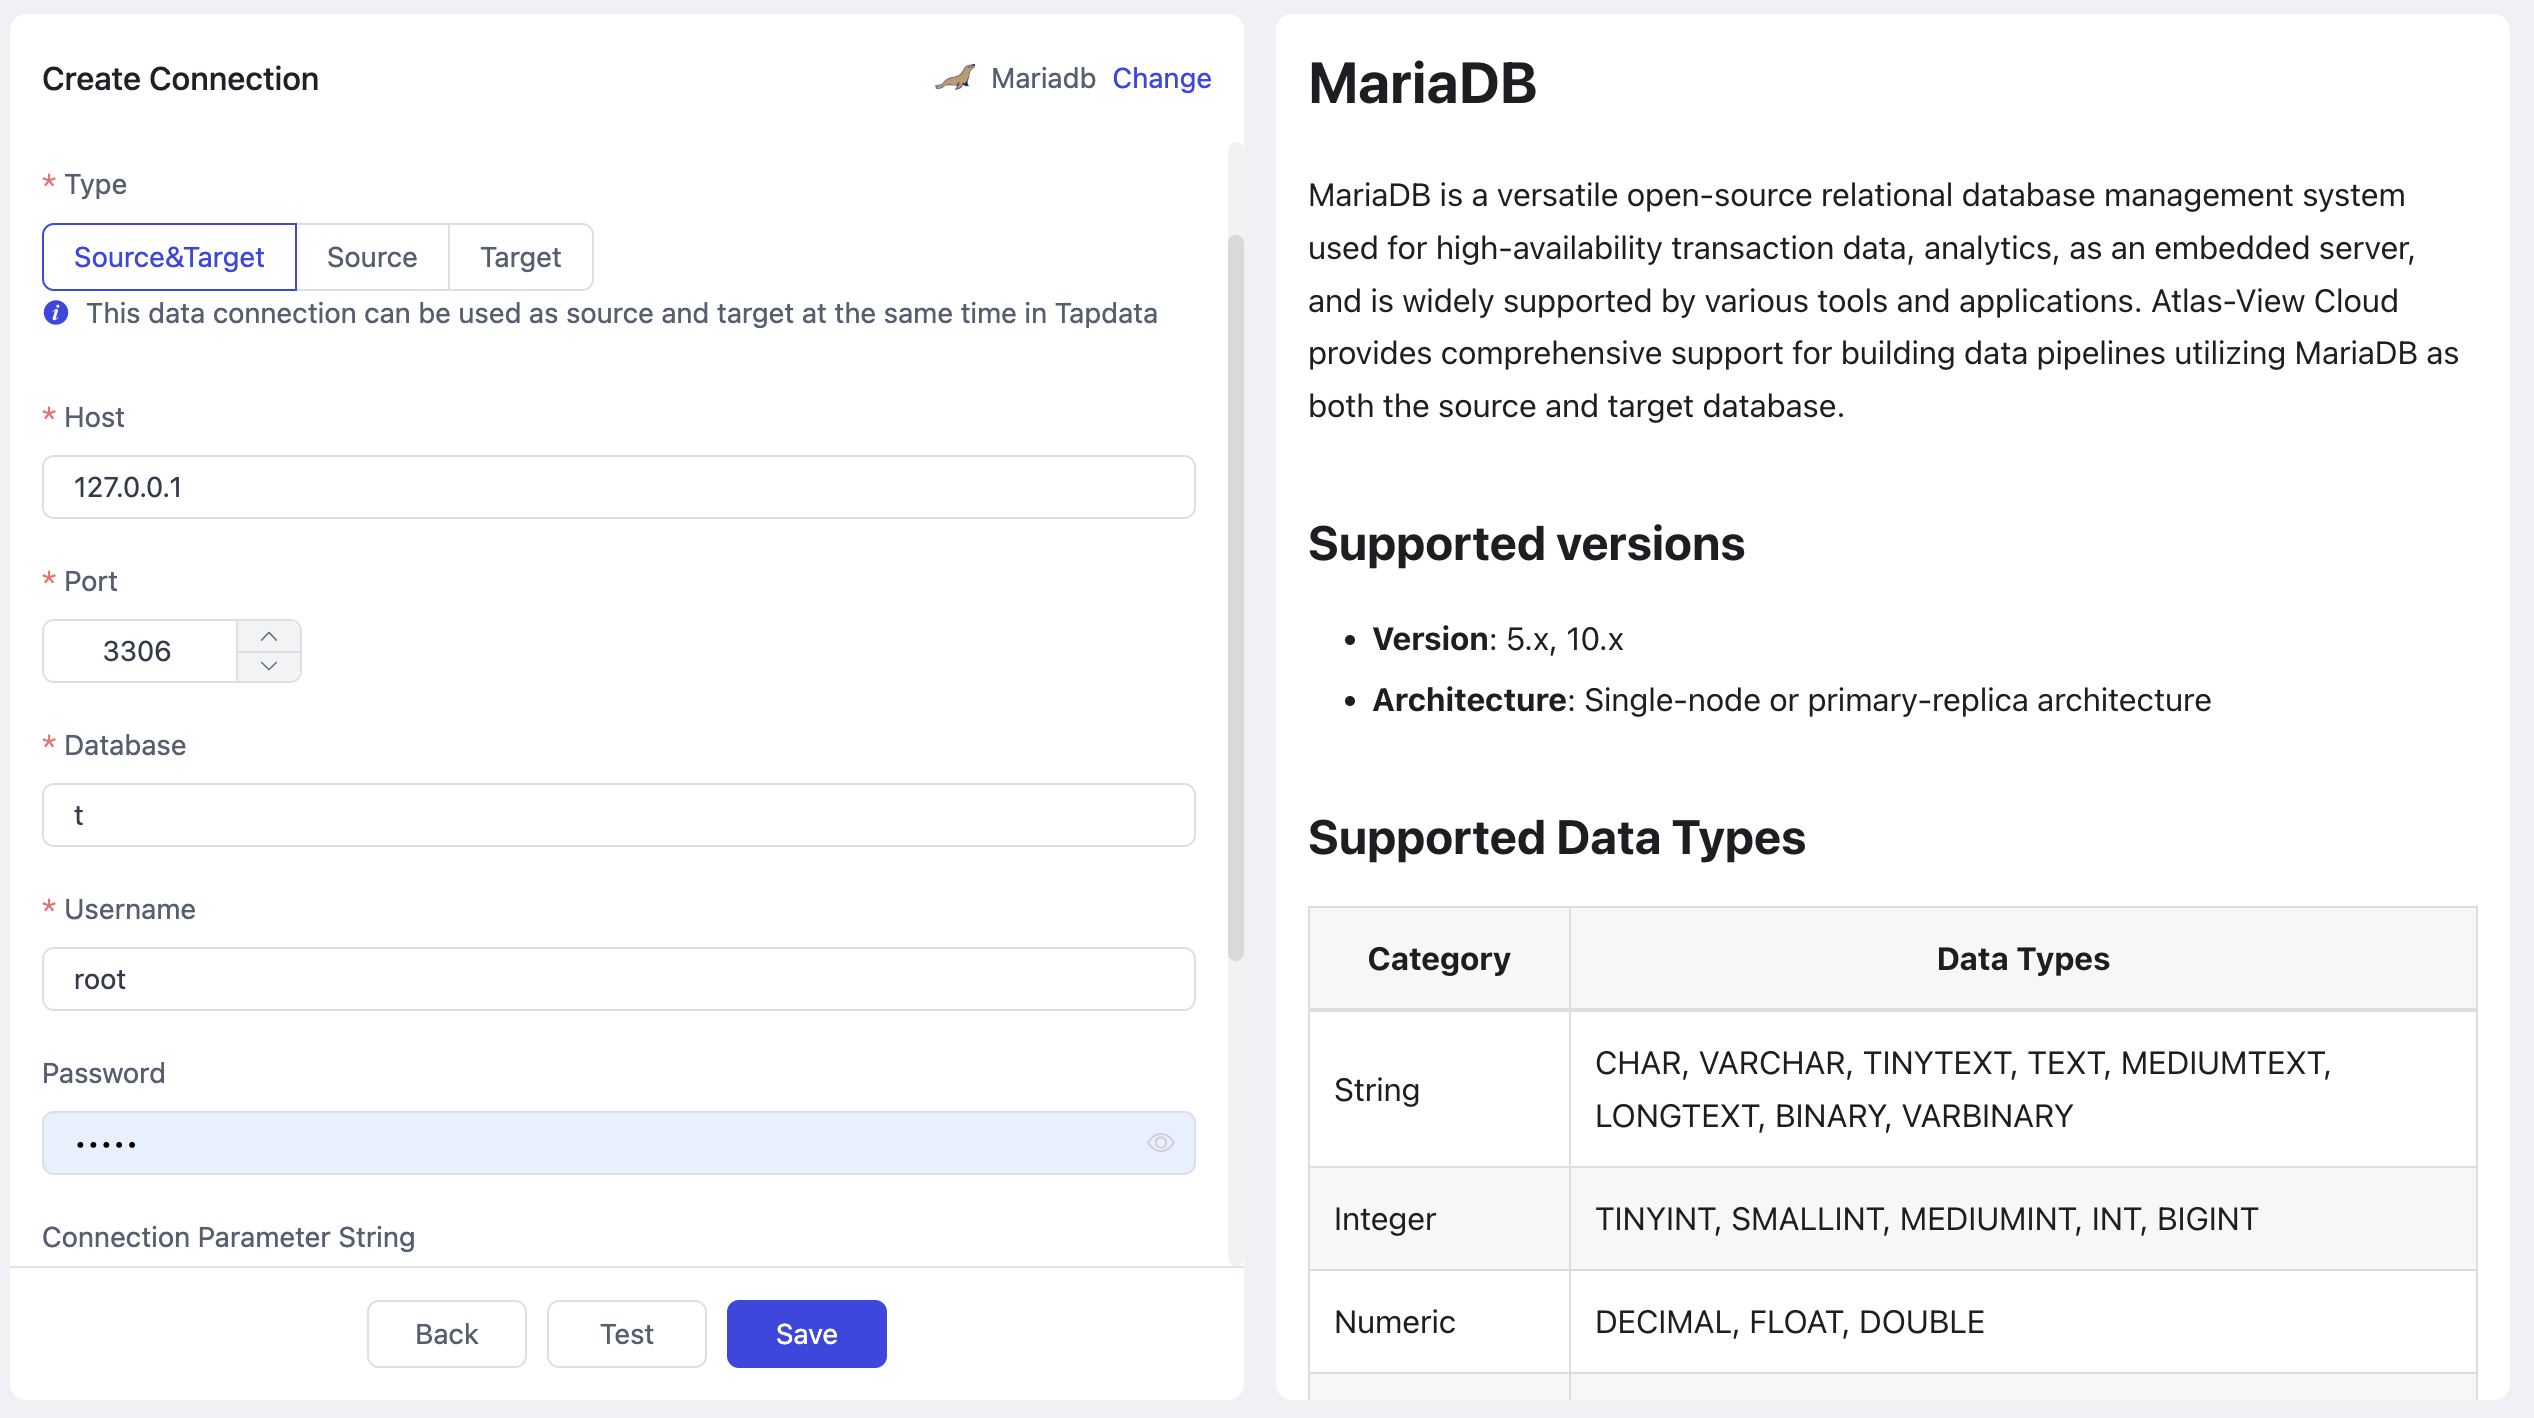 Create Connection
Mariadb Change
* Type
Source&Target Source Target
This data connection can be used as source and target at the same time in Tapdata
* Host
127.0.0.1
* Port
3306
* Database
t
* Username
root
Password
•••••
Connection Parameter String
Back Test Save
MariaDB
MariaDB is a versatile open-source relational database management system
used for high-availability transaction data, analytics, as an embedded server,
and is widely supported by various tools and applications. Atlas-View Cloud
provides comprehensive support for building data pipelines utilizing MariaDB as
both the source and target database.
Supported versions
• Version: 5.x, 10.x
• Architecture: Single-node or primary-replica architecture
Supported Data Types
Category Data Types
String CHAR, VARCHAR, TINYTEXT, TEXT, MEDIUMTEXT,
LONGTEXT, BINARY, VARBINARY
Integer TINYINT, SMALLINT, MEDIUMINT, INT, BIGINT
Numeric DECIMAL, FLOAT, DOUBLE